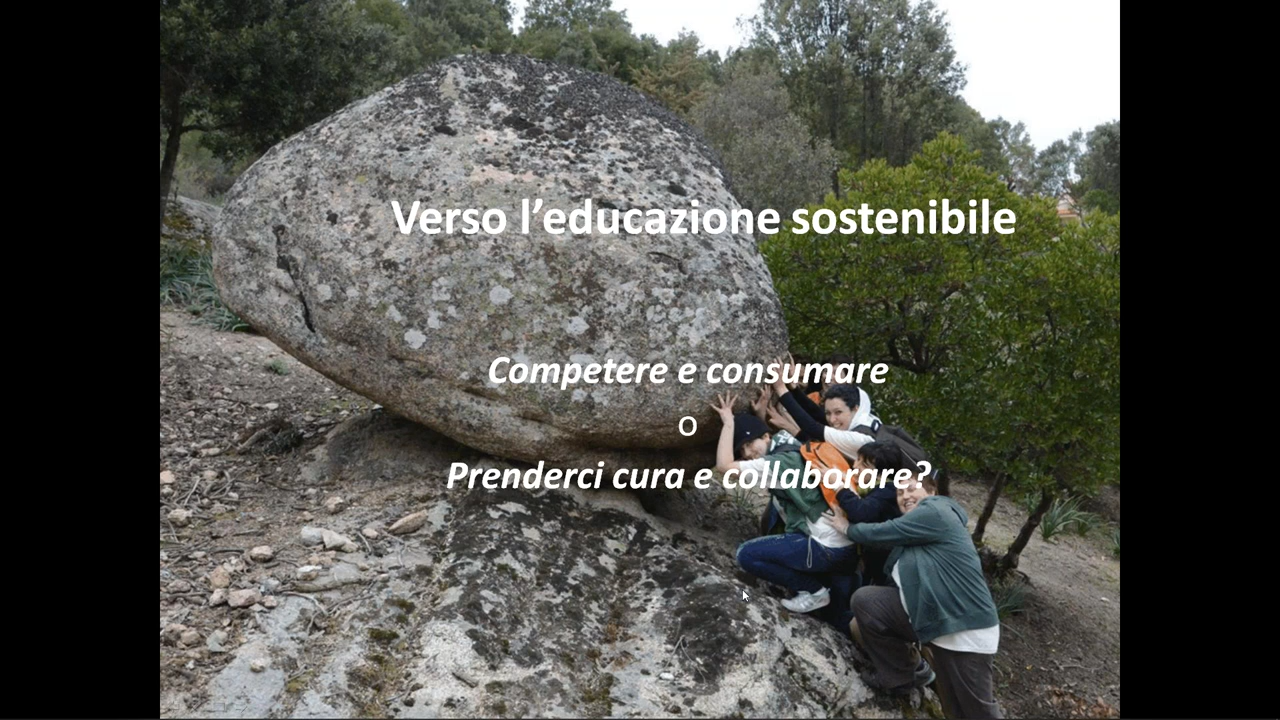 Verso l’educazione sostenibile
Competere e consumare
O
Prenderci cura e collaborare?